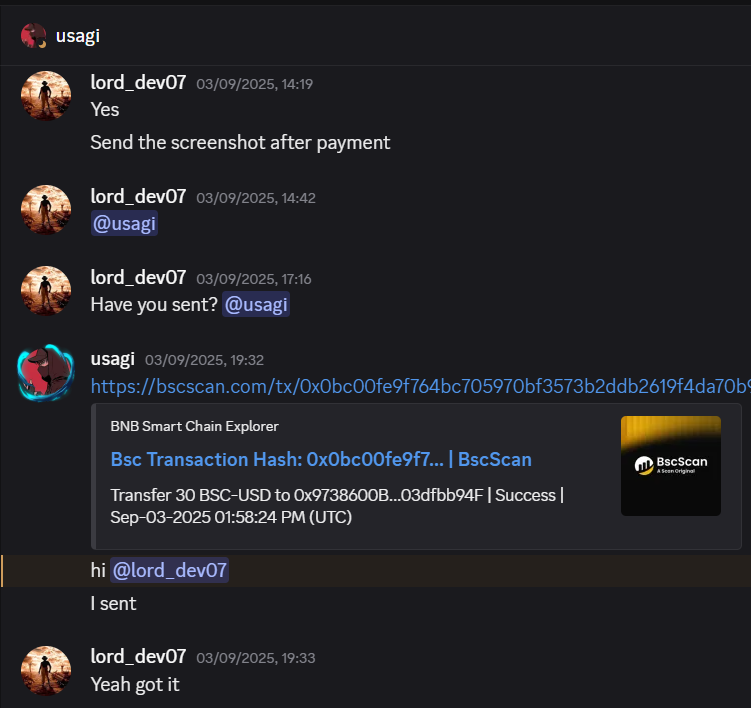 usagi
lord_dev07 03/09/2025, 14:19
Yes
Send the screenshot after payment
lord_dev07 03/09/2025, 14:42
@usagi
lord_dev07 03/09/2025, 17:16
Have you sent? @usagi
usagi 03/09/2025, 19:32
https://bscscan.com/tx/0x0bc00fe9f764bc705970bf3573b2ddb2619f4da70b9
BNB Smart Chain Explorer
Bsc Transaction Hash: 0x0bc00fe9f7... | BscScan
Transfer 30 BSC-USD to 0x9738600B...03dfbb94F | Success |
Sep-03-2025 01:58:24 PM (UTC)
BscScan
A Scan Original
hi @lord_dev07
I sent
lord_dev07 03/09/2025, 19:33
Yeah got it